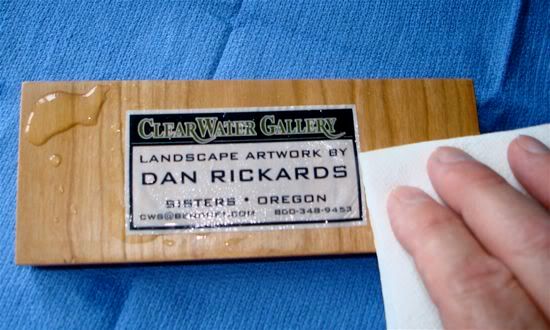 CLEARWATER GALLERY
LANDSCAPE ARTWORK BY
DAN RICKARDS
SISTERS • OREGON
800-348-9453